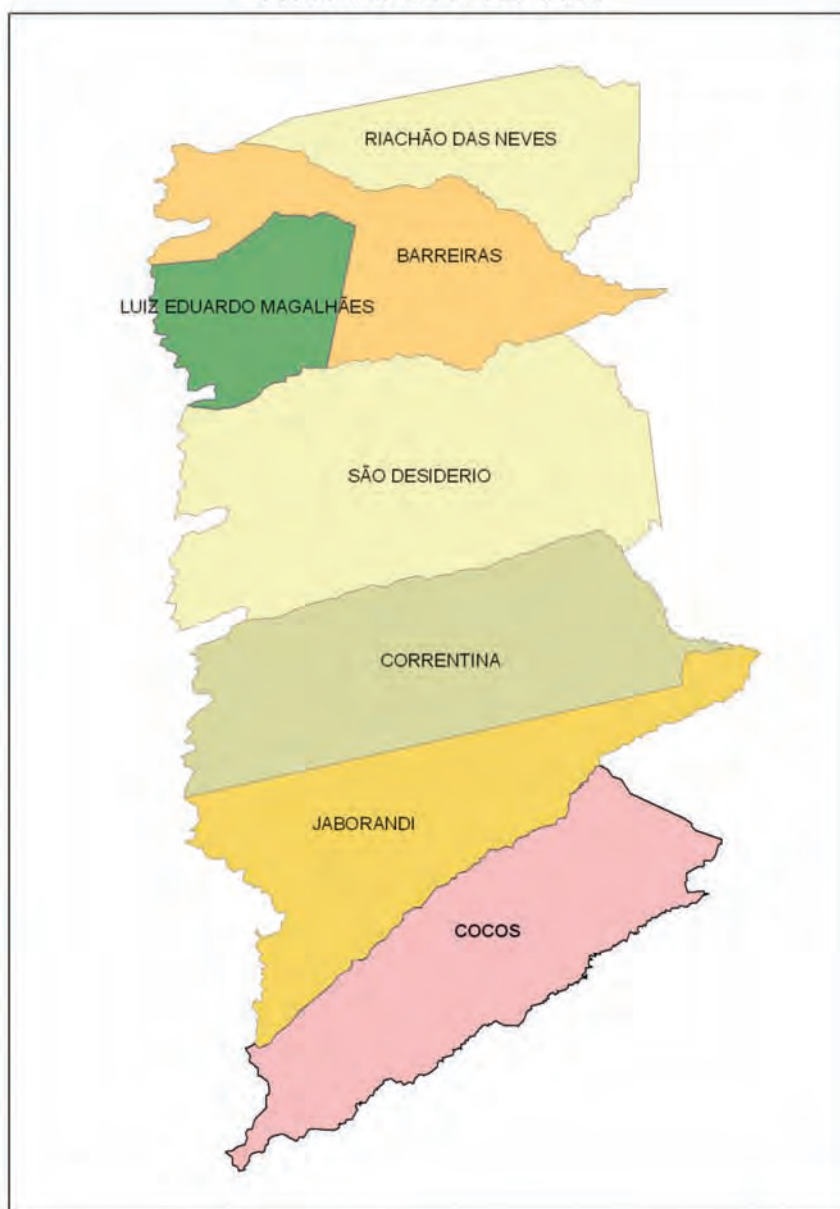 RIACHÃO DAS NEVES
BARREIRAS
LUIZ EDUARDO MAGALHÃES
SÃO DESIDERIO
CORRENTINA
JABORANDI
COCOS